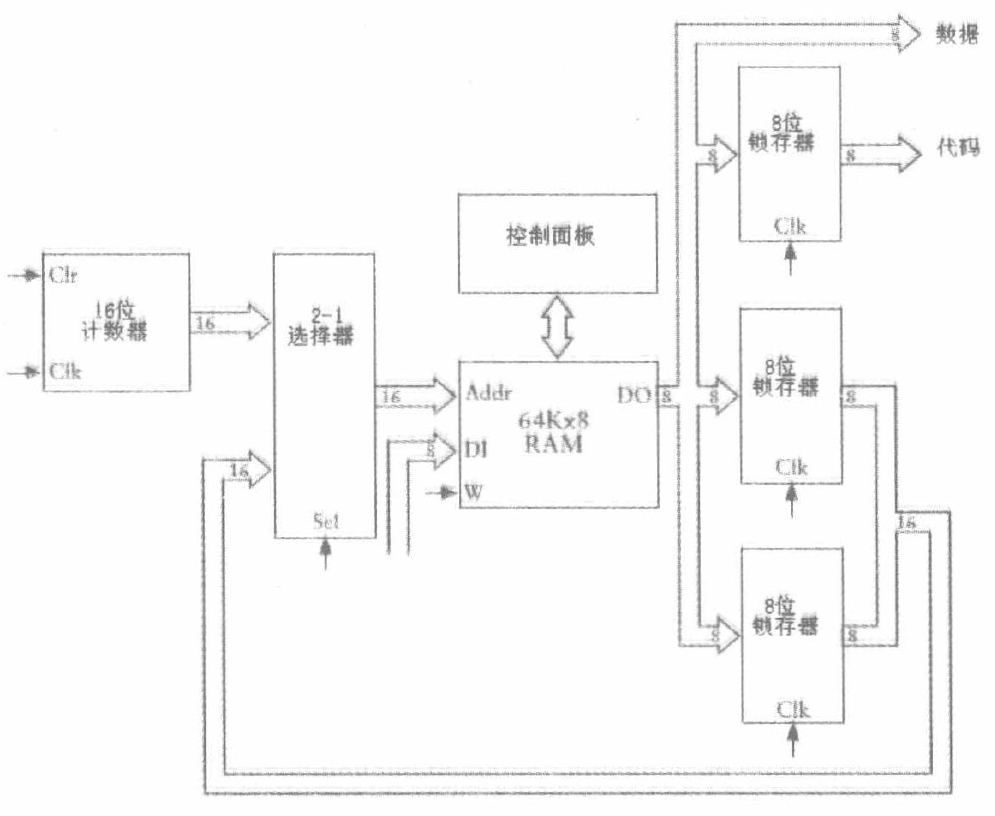 8 数据
8位
锁存器
8 8 代码
Clk
控制面板
Clr
16位
计数器
16
Clk
2-1
选择器
16
16
Sel
Addr DO 8
64Kx8
RAM
8 DI
W
8 8位
锁存器 8
Clk
16
8位
8 锁存器 8
Clk